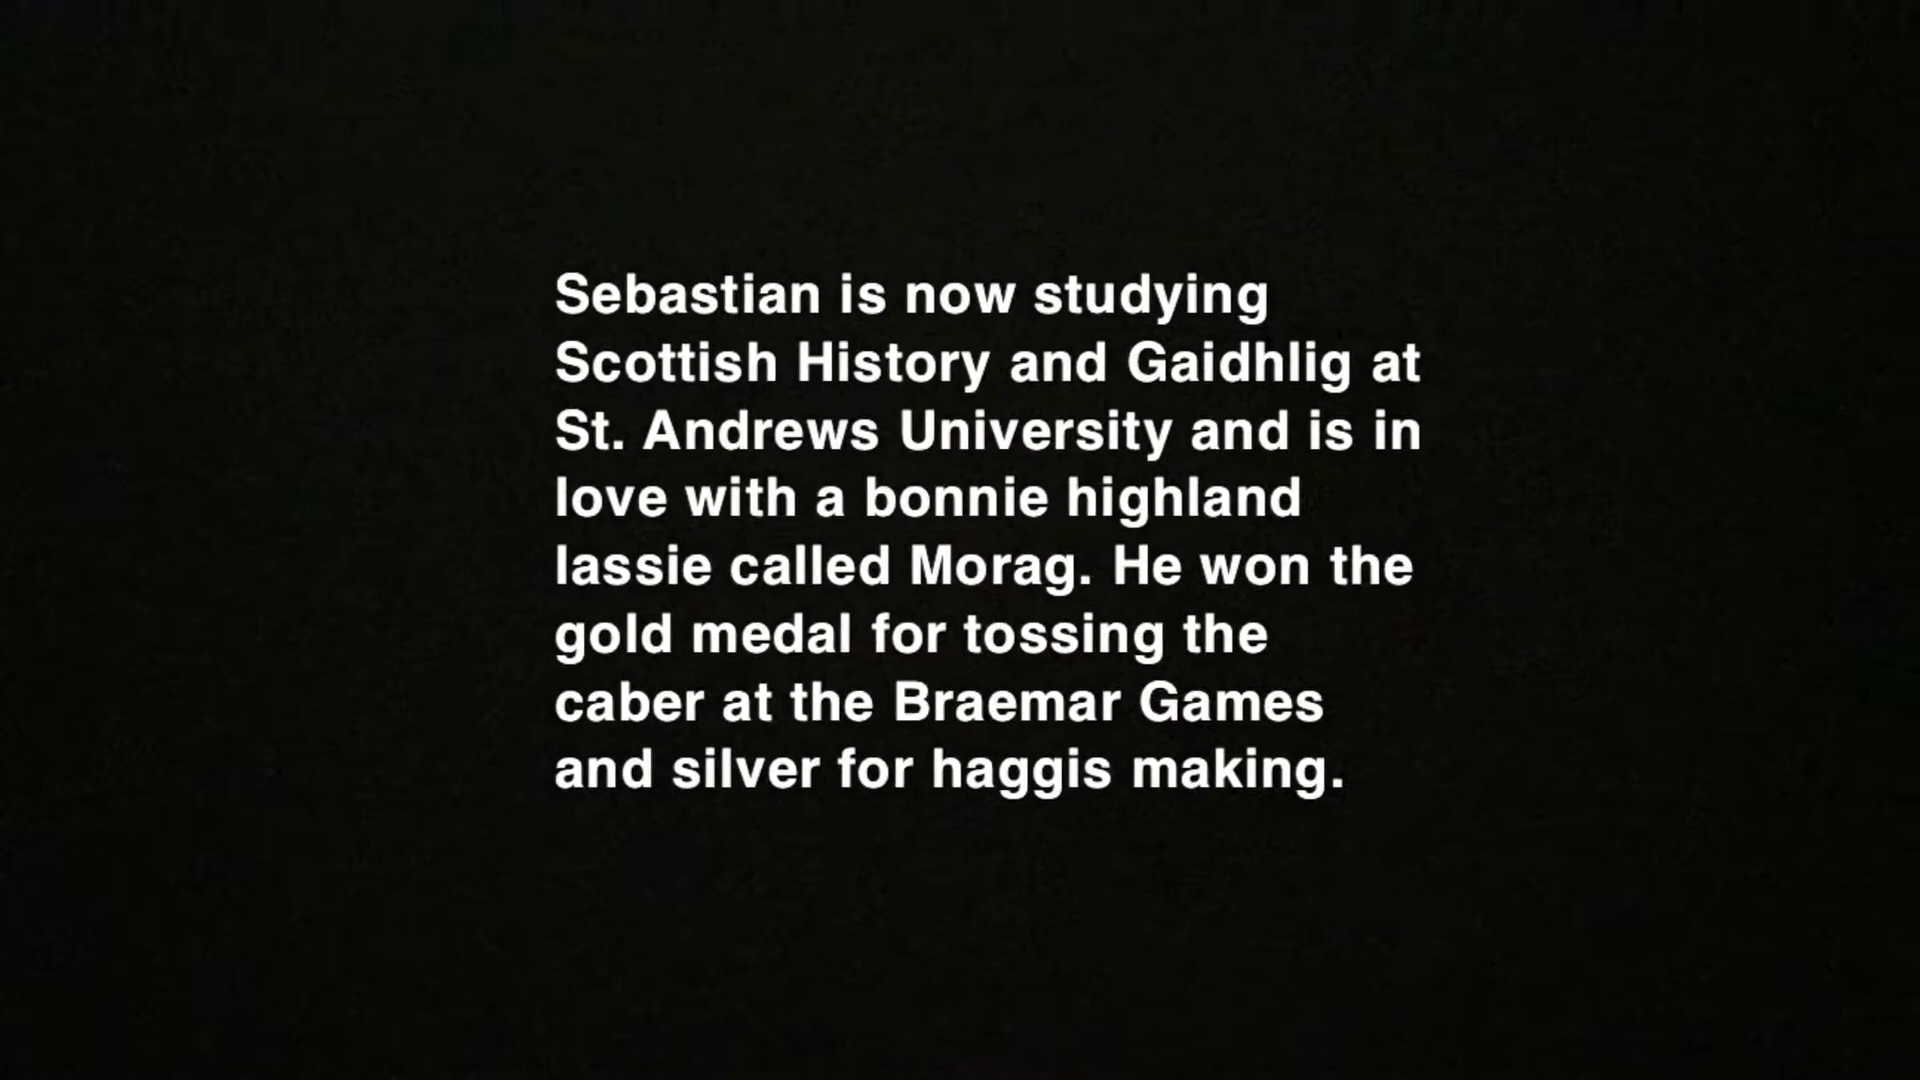 Sebastian is now studying
Scottish History and Gaidhlig at
St. Andrews University and is in
love with a bonnie highland
lassie called Morag. He won the
gold medal for tossing the
caber at the Braemar Games
and silver for haggis making.